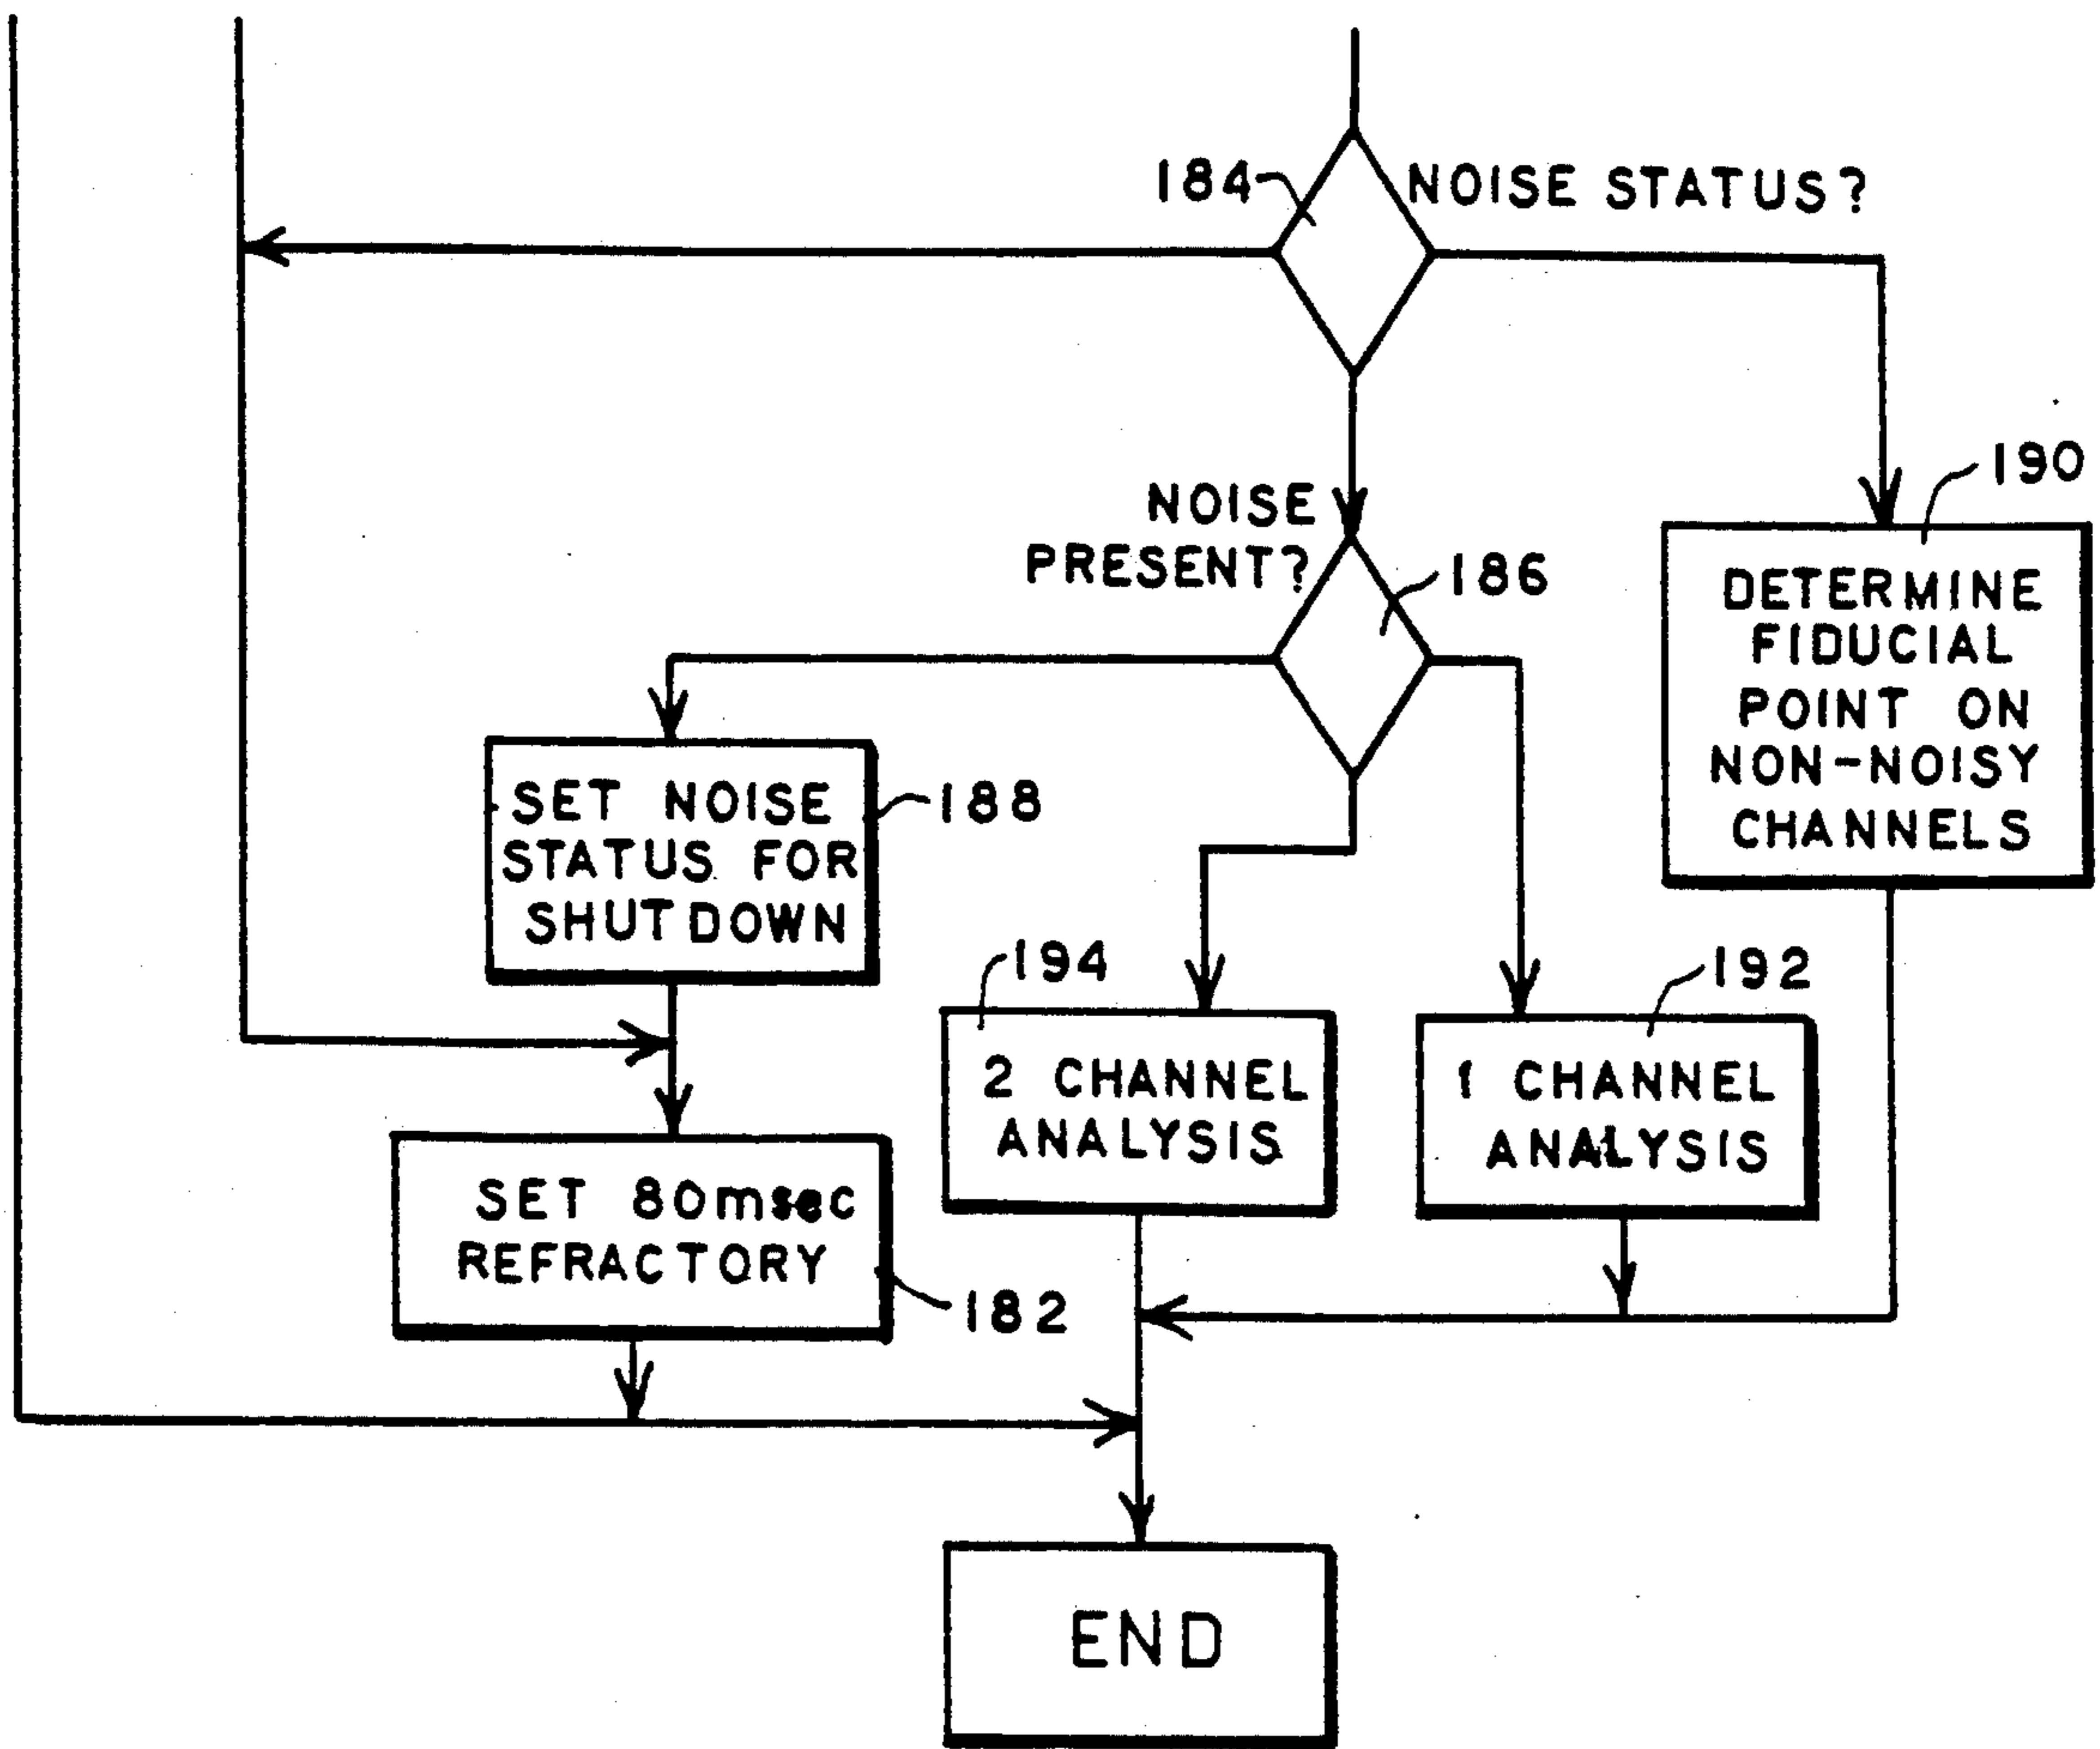 184
NOISE STATUS?
190
NOISE
PRESENT?
186
DETERMINE
FIDUCIAL
POINT ON
NON-NOISY
CHANNELS
SET NOISE
STATUS FOR
SHUTDOWN
188
194
192
2 CHANNEL
ANALYSIS
1 CHANNEL
ANALYSIS
SET 80msec
REFRACTORY
182
END